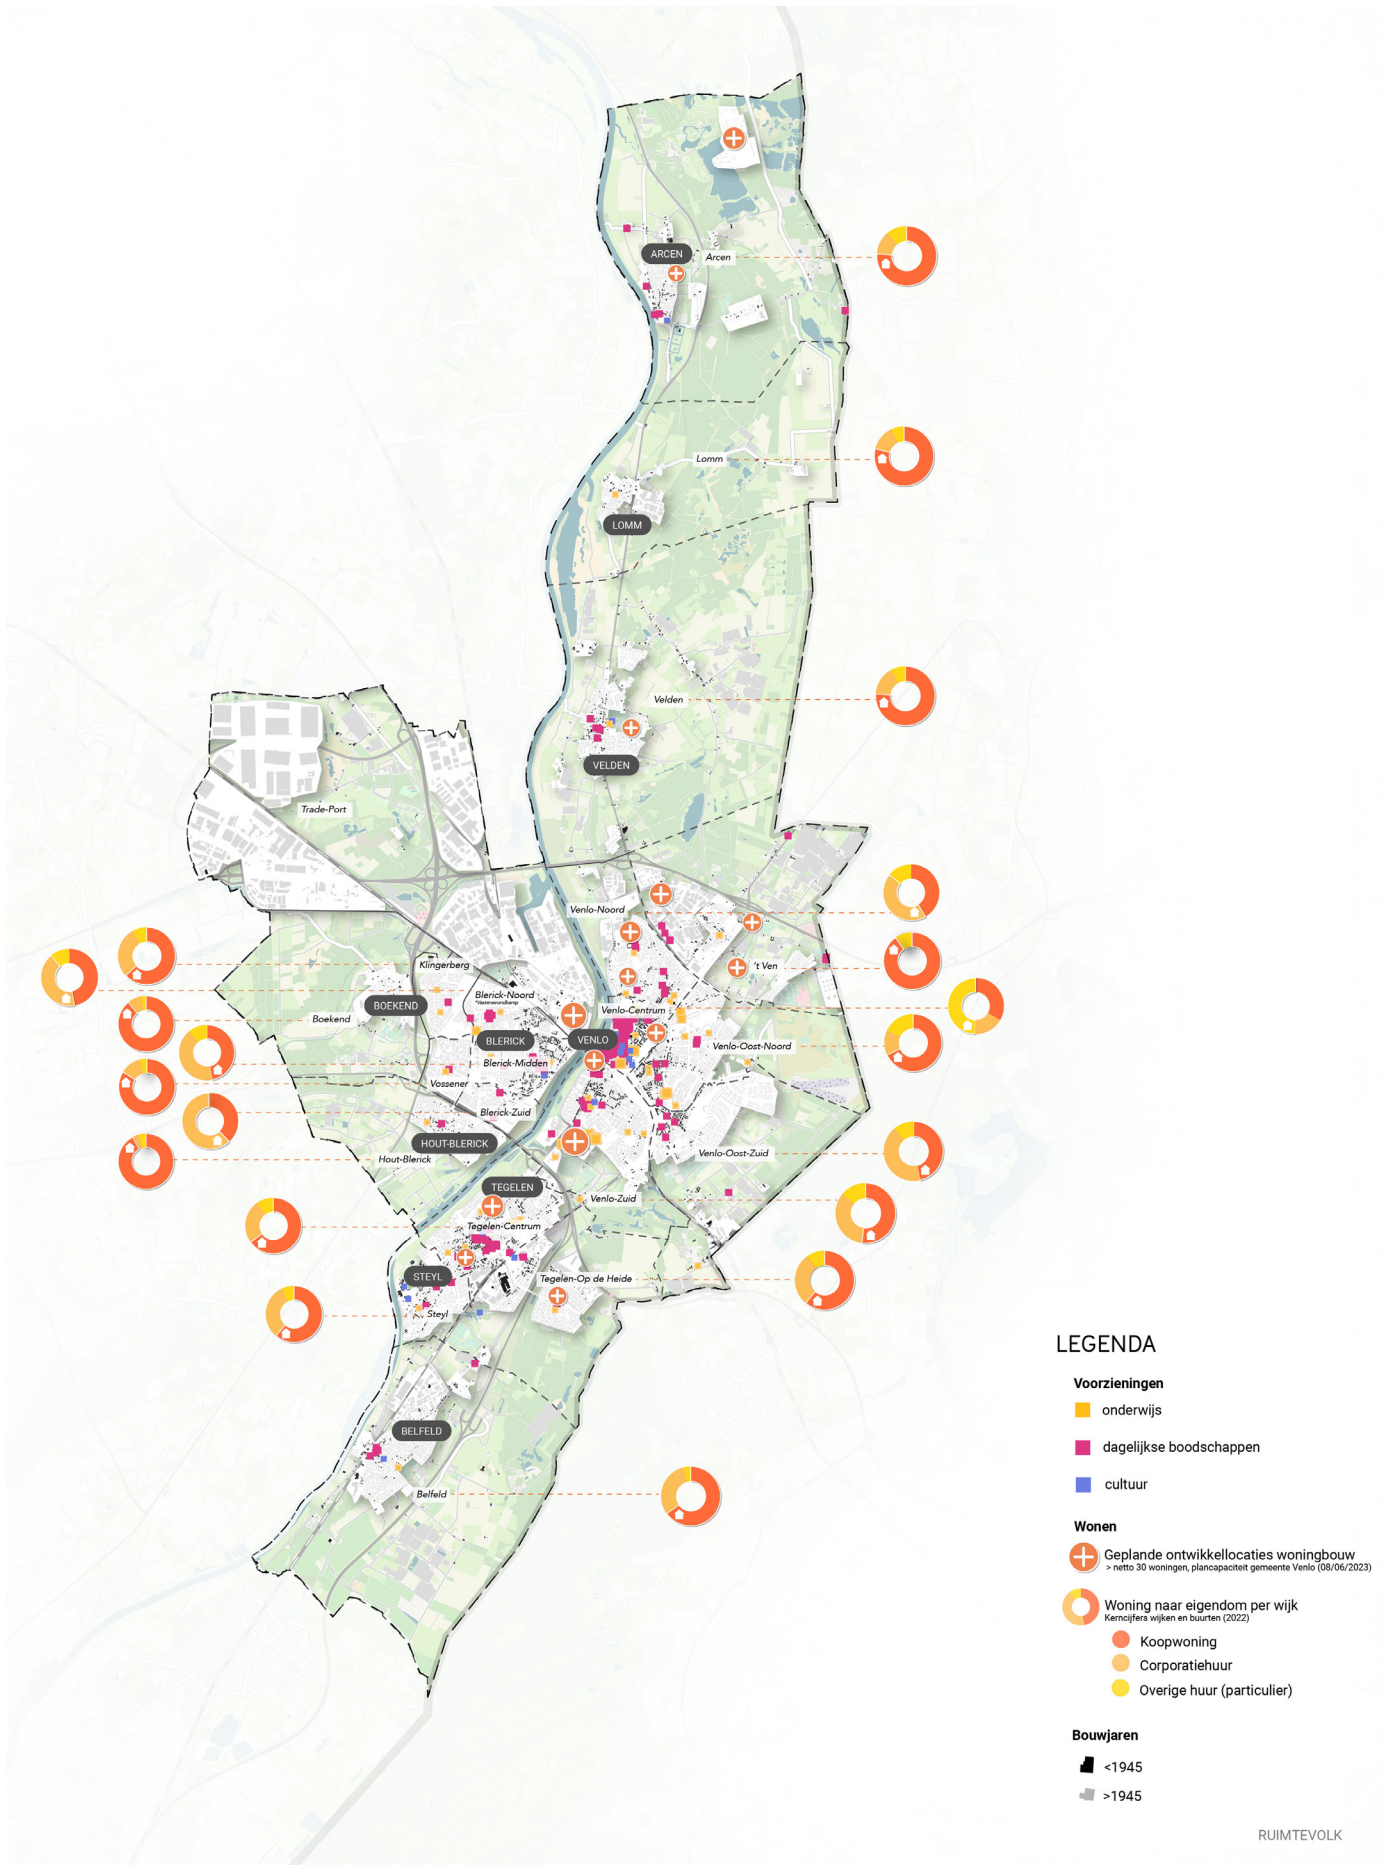 ARCEN
Arcen
Lomm
LOMM
Velden
VELDEN
Trade-Port
Venlo-Noord
Klingerberg
't Ven
Blerick-Noord
*Vastenavondkamp
BOEKEND
Boekend
Venlo-Centrum
BLERICK
VENLO
Venlo-Oost-Noord
Blerick-Midden
Vossener
Blerick-Zuid
HOUT-BLERICK
Hout-Blerick
Venlo-Oost-Zuid
TEGELEN
Venlo-Zuid
Tegelen-Centrum
STEYL
Tegelen-Op de Heide
Steyl
BELFELD
Belfeld
LEGENDA
Voorzieningen
onderwijs
dagelijkse boodschappen
cultuur
Wonen
Geplande ontwikkellocaties woningbouw
> netto 30 woningen, plancapaciteit gemeente Venlo (08/06/2023)
Woning naar eigendom per wijk
Kerncijfers wijken en buurten (2022)
Koopwoning
Corporatiehuur
Overige huur (particulier)
Bouwjaren
<1945
>1945
RUIMTEVOLK